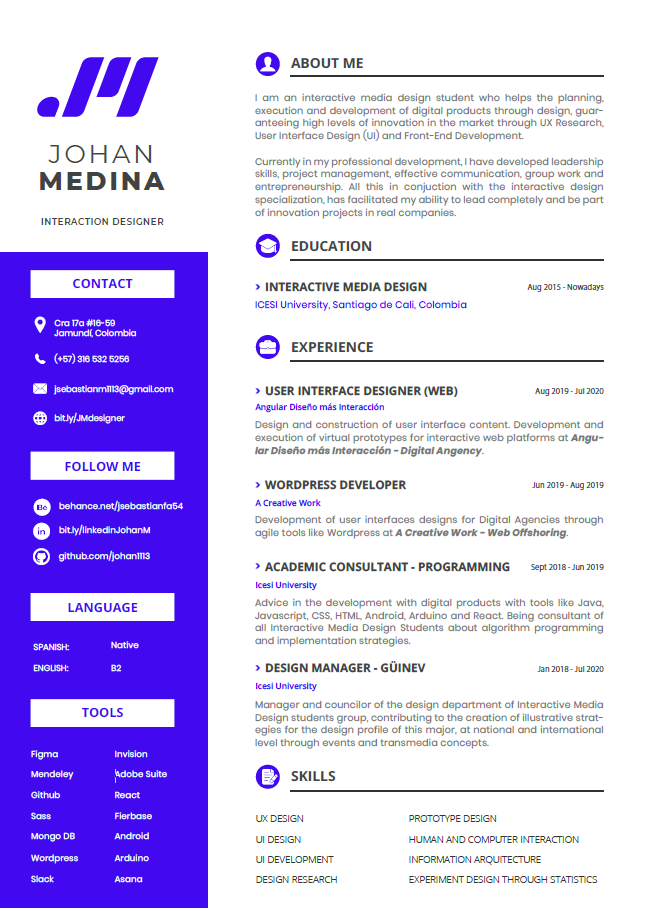 JOHAN
MEDINA
INTERACTION DESIGNER
CONTACT
Cra 17a #16-59
Jamundí, Colombia
(+57) 316 532 5256
jsebastianm1113@gmail.com
bit.ly/JMdesigner
FOLLOW ME
Bē behance.net/jsebastianfa54
in bit.ly/linkedinJohanM
github.com/johan1113
LANGUAGE
SPANISH: Native
ENGLISH: B2
TOOLS
Figma Invision
Mendeley Adobe Suite
Github React
Sass Fierbase
Mongo DB Android
Wordpress Arduino
Slack Asana
ABOUT ME
I am an interactive media design student who helps the planning,
execution and development of digital products through design, guar-
anteeing high levels of innovation in the market through UX Research,
User Interface Design (UI) and Front-End Development.
Currently in my professional development, I have developed leadership
skills, project management, effective communication, group work and
entrepreneurship. All this in conjuction with the interactive design
specialization, has facilitated my ability to lead completely and be part
of innovation projects in real companies.
EDUCATION
› INTERACTIVE MEDIA DESIGN Aug 2015 - Nowadays
ICESI University, Santiago de Cali, Colombia
EXPERIENCE
› USER INTERFACE DESIGNER (WEB) Aug 2019 - Jul 2020
Angular Diseño más Interacción
Design and construction of user interface content. Development and
execution of virtual prototypes for interactive web platforms at Angu-
lar Diseño más Interacción - Digital Angency.
› WORDPRESS DEVELOPER Jun 2019 - Aug 2019
A Creative Work
Development of user interfaces designs for Digital Agencies through
agile tools like Wordpress at A Creative Work - Web Offshoring.
› ACADEMIC CONSULTANT - PROGRAMMING Sept 2018 - Jun 2019
Icesi University
Advice in the development with digital products with tools like Java,
Javascript, CSS, HTML, Android, Arduino and React. Being consultant of
all Interactive Media Design Students about algorithm programming
and implementation strategies.
› DESIGN MANAGER - GÜINEV Jan 2018 - Jul 2020
Icesi University
Manager and councilor of the design department of Interactive Media
Design students group, contributing to the creation of illustrative strat-
egies for the design profile of this major, at national and international
level through events and transmedia concepts.
SKILLS
UX DESIGN PROTOTYPE DESIGN
UI DESIGN HUMAN AND COMPUTER INTERACTION
UI DEVELOPMENT INFORMATION ARQUITECTURE
DESIGN RESEARCH EXPERIMENT DESIGN THROUGH STATISTICS